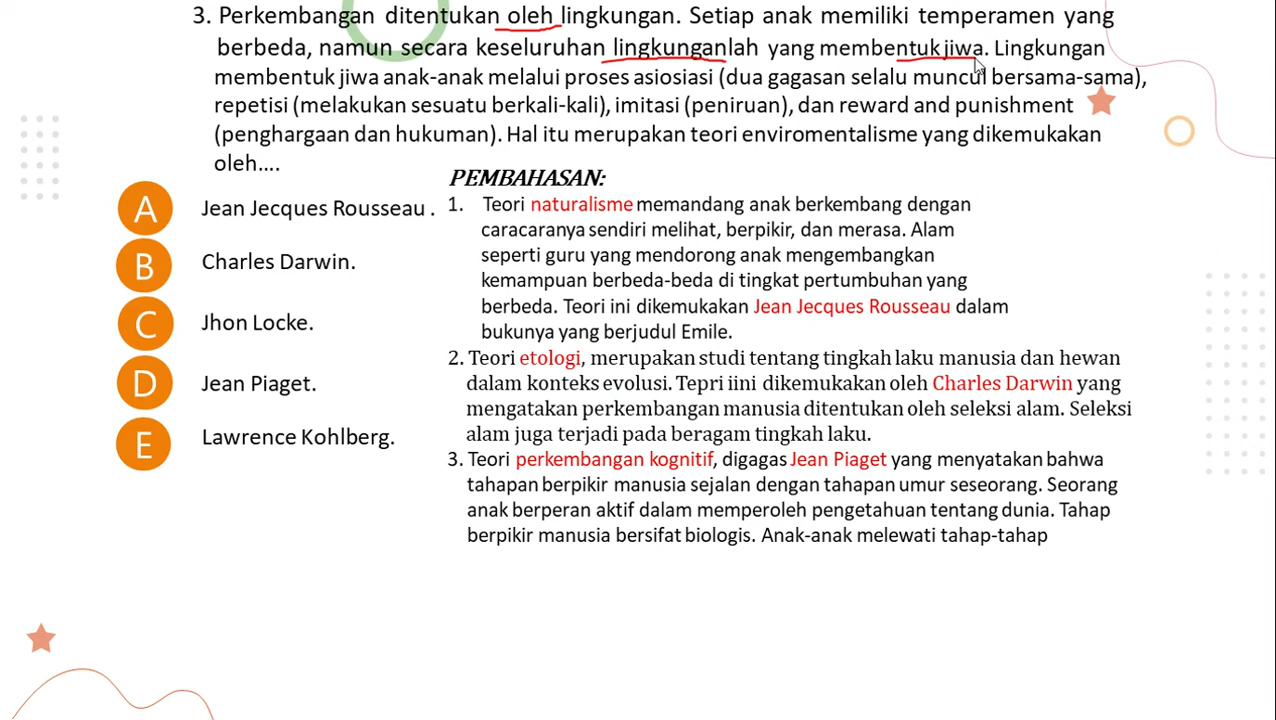 3. Perkembangan ditentukan oleh lingkungan. Setiap anak memiliki temperamen yang
berbeda, namun secara keseluruhan lingkunganlah yang membentuk jiwa. Lingkungan
membentuk jiwa anak-anak melalui proses asiosiasi (dua gagasan selalu muncul bersama-sama),
repetisi (melakukan sesuatu berkali-kali), imitasi (peniruan), dan reward and punishment
(penghargaan dan hukuman). Hal itu merupakan teori enviromentalisme yang dikemukakan
oleh....
A Jean Jecques Rousseau .
B Charles Darwin.
C Jhon Locke.
D Jean Piaget.
E Lawrence Kohlberg.
PEMBAHASAN:
1. Teori naturalisme memandang anak berkembang dengan
caracaranya sendiri melihat, berpikir, dan merasa. Alam
seperti guru yang mendorong anak mengembangkan
kemampuan berbeda-beda di tingkat pertumbuhan yang
berbeda. Teori ini dikemukakan Jean Jecques Rousseau dalam
bukunya yang berjudul Emile.
2. Teori etologi, merupakan studi tentang tingkah laku manusia dan hewan
dalam konteks evolusi. Tepri iini dikemukakan oleh Charles Darwin yang
mengatakan perkembangan manusia ditentukan oleh seleksi alam. Seleksi
alam juga terjadi pada beragam tingkah laku.
3. Teori perkembangan kognitif, digagas Jean Piaget yang menyatakan bahwa
tahapan berpikir manusia sejalan dengan tahapan umur seseorang. Seorang
anak berperan aktif dalam memperoleh pengetahuan tentang dunia. Tahap
berpikir manusia bersifat biologis. Anak-anak melewati tahap-tahap